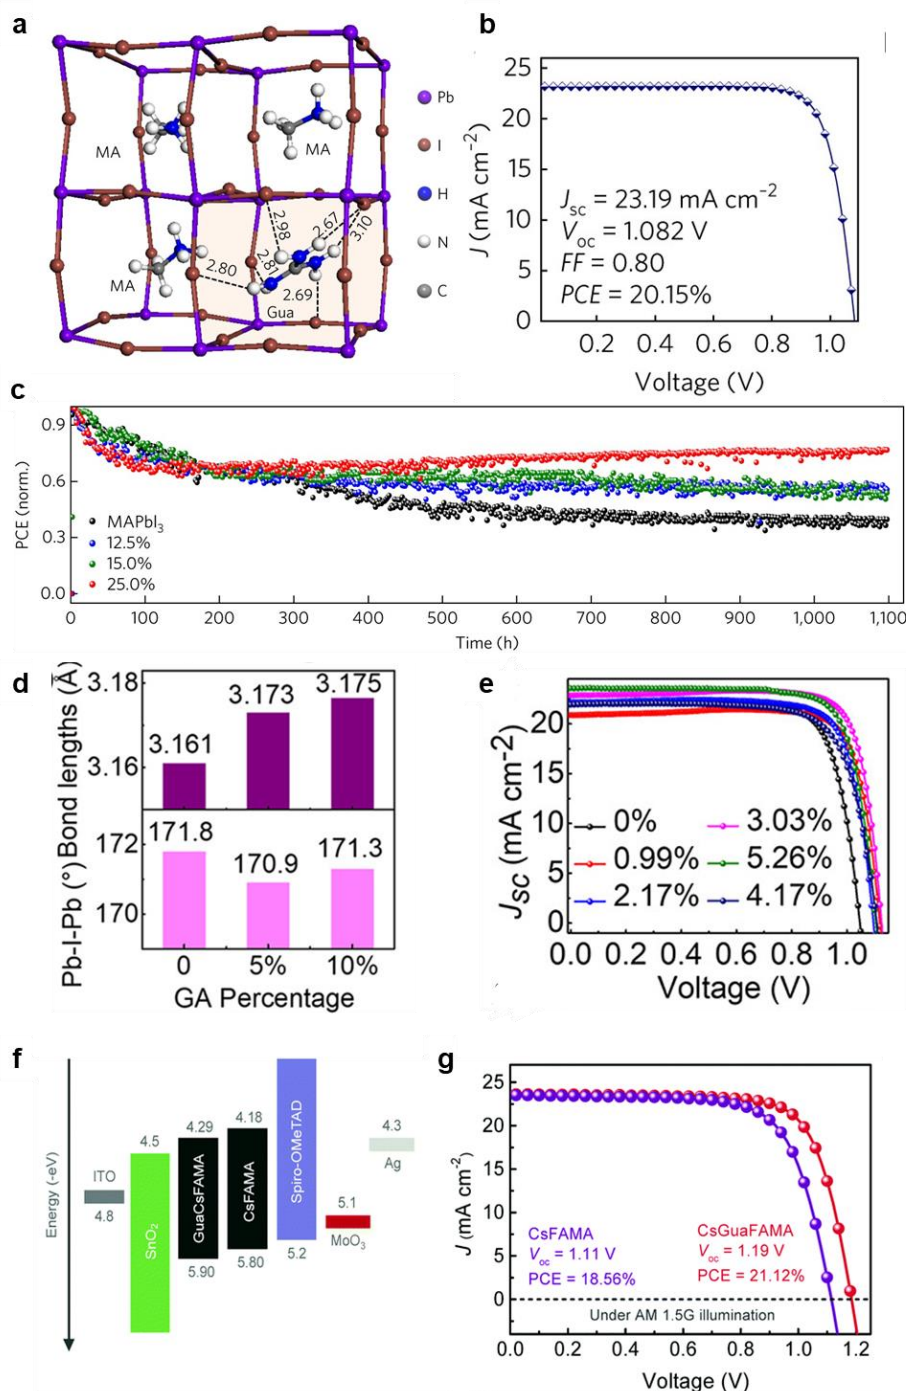 a
MA
MA
MA
Gua
2.98
2.67
3.10
2.81
2.80
2.69
Pb
I
H
N
C
b
J (mA cm⁻²)
25
20
15
10
5
0
Jsc = 23.19 mA cm⁻²
Voc = 1.082 V
FF = 0.80
PCE = 20.15%
0.2 0.4 0.6 0.8 1.0
Voltage (V)
c
PCE (norm.)
0.9
0.6
0.3
0.0
MAPbI₃
12.5%
15.0%
25.0%
0 100 200 300 400 500 600 700 800 900 1,000 1,100
Time (h)
d
Pb-I-Pb (°) Bond lengths (Å)
3.18
3.16
3.161
3.173
3.175
172
170
171.8
170.9
171.3
0 5% 10%
GA Percentage
e
Jsc (mA cm⁻²)
20
15
10
5
0
0% 3.03%
0.99% 5.26%
2.17% 4.17%
0.0 0.2 0.4 0.6 0.8 1.0
Voltage (V)
f
Energy (-eV)
ITO
4.8
4.5
SnO₂
4.29
GuaCsFAMA
5.90
4.18
CsFAMA
5.80
Spiro-OMeTAD
5.2
5.1
MoO₃
4.3
Ag
g
J (mA cm⁻²)
25
20
15
10
5
0
CsFAMA
Voc = 1.11 V
PCE = 18.56%
CsGuaFAMA
Voc = 1.19 V
PCE = 21.12%
Under AM 1.5G illumination
0.0 0.2 0.4 0.6 0.8 1.0 1.2
Voltage (V)